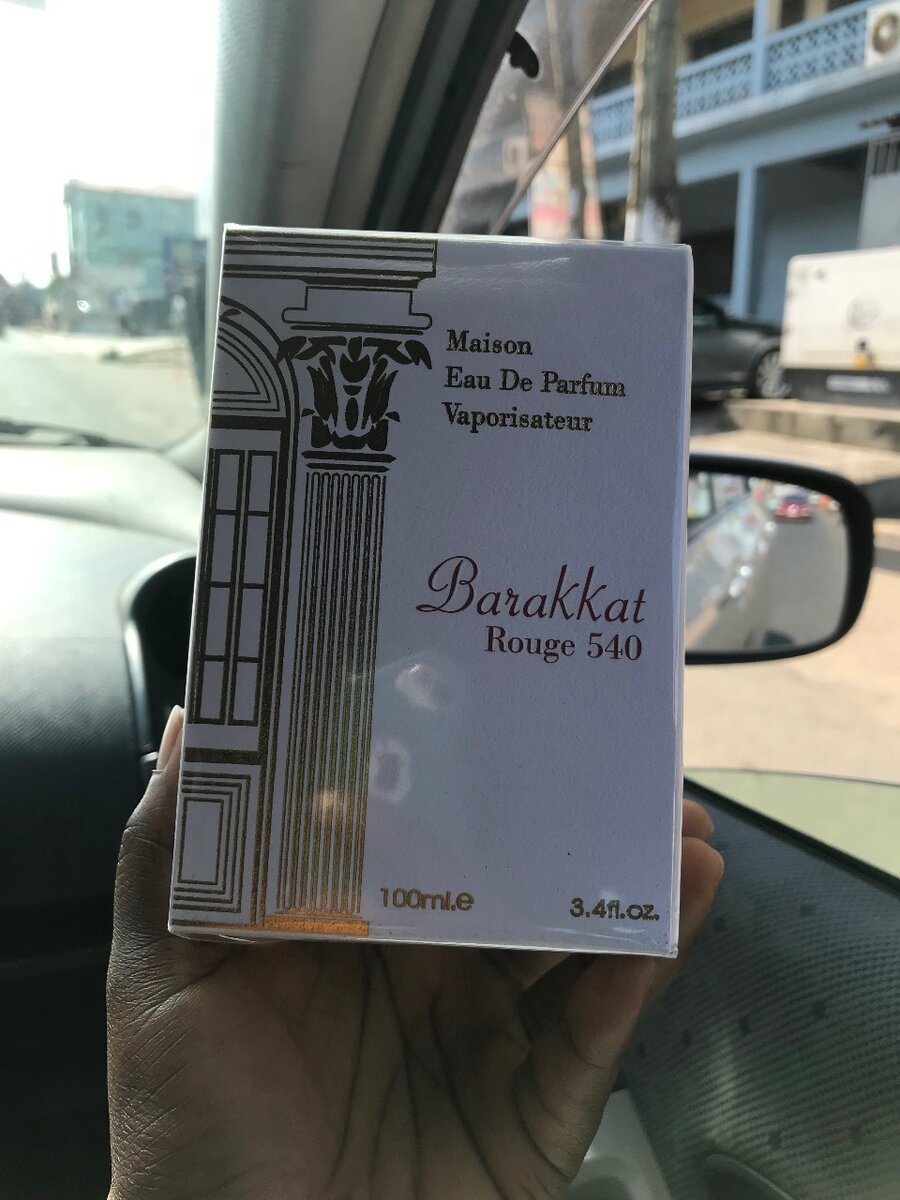 Maison
Eau De Parfum
Vaporisateur
Barakkat
Rouge 540
100ml.e
3.4fl.oz.